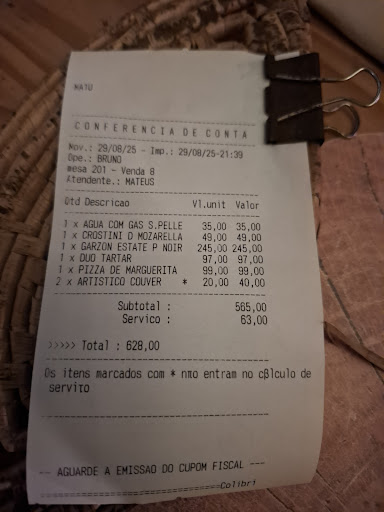 MATU
CONFERENCIA DE CONTA
Mov.: 29/08/25 - Imp.: 29/08/25-21:39
Ope.: BRUNO
mesa 201 - Venda 8
Atendente.: MATEUS
Qtd Descricao Vl.unit Valor
1 x AGUA COM GAS S.PELLE 35,00 35,00
1 x CROSTINI D MOZARELLA 49,00 49,00
1 x GARZON ESTATE P NOIR 245,00 245,00
1 x DUO TARTAR 97,00 97,00
1 x PIZZA DE MARGUERITA 99,00 99,00
2 x ARTISTICO COUVER * 20,00 40,00
Subtotal : 565,00
Servico : 63,00
>>>>> Total : 628,00
Os itens marcados com * nπo entram no cßlculo de
serviτo
-- AGUARDE A EMISSAO DO CUPOM FISCAL ---
Colibri